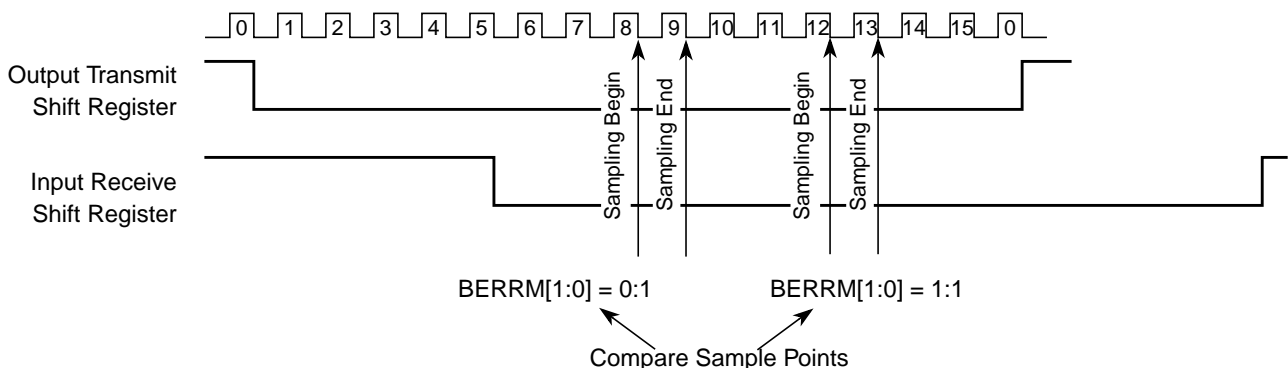 0 1 2 3 4 5 6 7 8 9 10 11 12 13 14 15 0
Output Transmit
Shift Register
Input Receive
Shift Register
Sampling Begin
Sampling End
Sampling Begin
Sampling End
BERRM[1:0] = 0:1
BERRM[1:0] = 1:1
Compare Sample Points